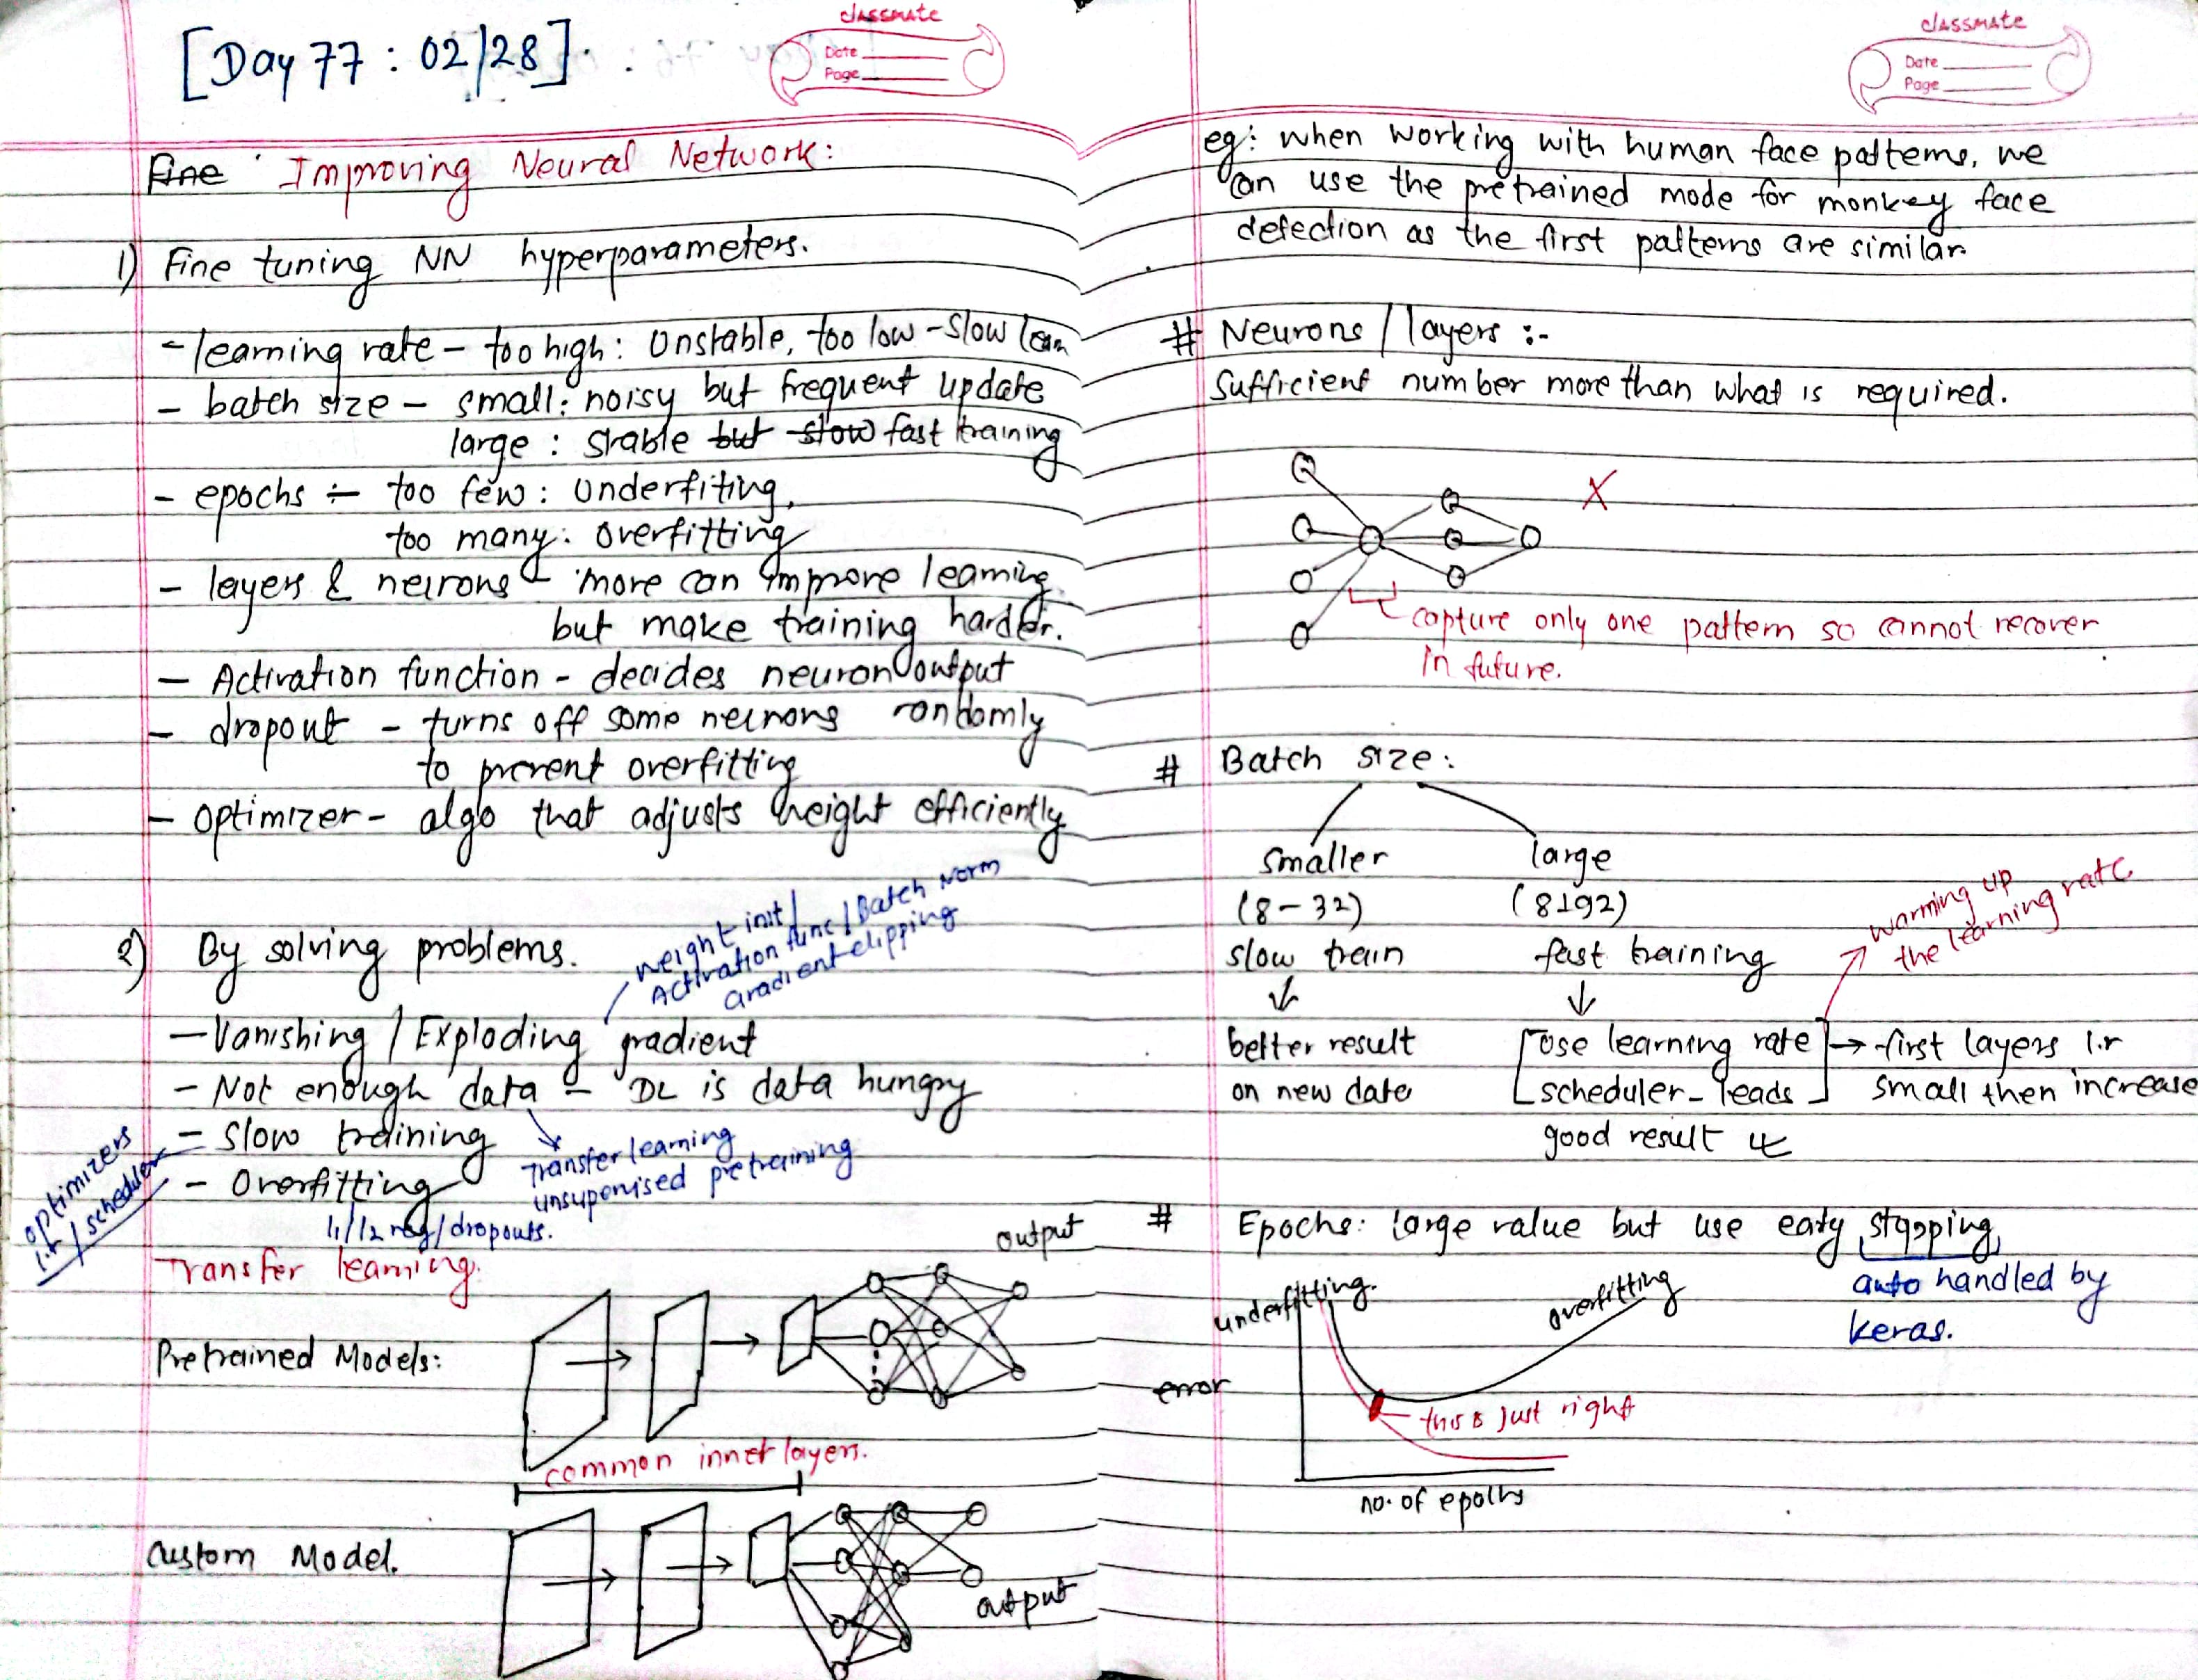 [Day 77 : 02/28]
classmate
Date
Page
Fine Improving Neural Network:
1) Fine tuning NN hyperparameters.
- learning rate - too high: Unstable, too low - Slow lean
- batch size - small: noisy but frequent update
large : stable but slow fast training
- epochs ÷ too few: Underfiting,
too many: overfitting
- layers & neurons - more can improve learning
but make training harder.
- Activation function - decides neuron output
- dropout - turns off some neurons randomly
to prevent overfitting
- optimizer - algo that adjusts weight efficiently
2) By solving problems.
weight init /
Activation func / Batch Norm
Gradient clipping
- Vanishing / Exploding gradient
- Not enough data - DL is data hungry
- Slow training
Transfer learning
unsupervised pretraining
- Overfitting
optimizers
l.r / scheduler
l1/l2 reg/dropouts.
Transfer learning.
output
Pretrained Models:
common inner layers.
Custom Model.
output
classmate
Date
Page
eg: when working with human face patterns, we
can use the pretrained mode for monkey face
detection as the first patterns are similar.
# Neurons / layers :-
Sufficient number more than what is required.
X
capture only one pattern so cannot recover
in future.
# Batch size:
smaller large
(8-32) (8192)
slow train fast training
warming up
the learning rate
better result [use learning rate] → first layers l.r
on new data scheduler - leads small then increase
good result
# Epochs: large value but use early stopping,
auto handled by
keras.
underfitting.
overfitting
error
this is just right
no. of epochs